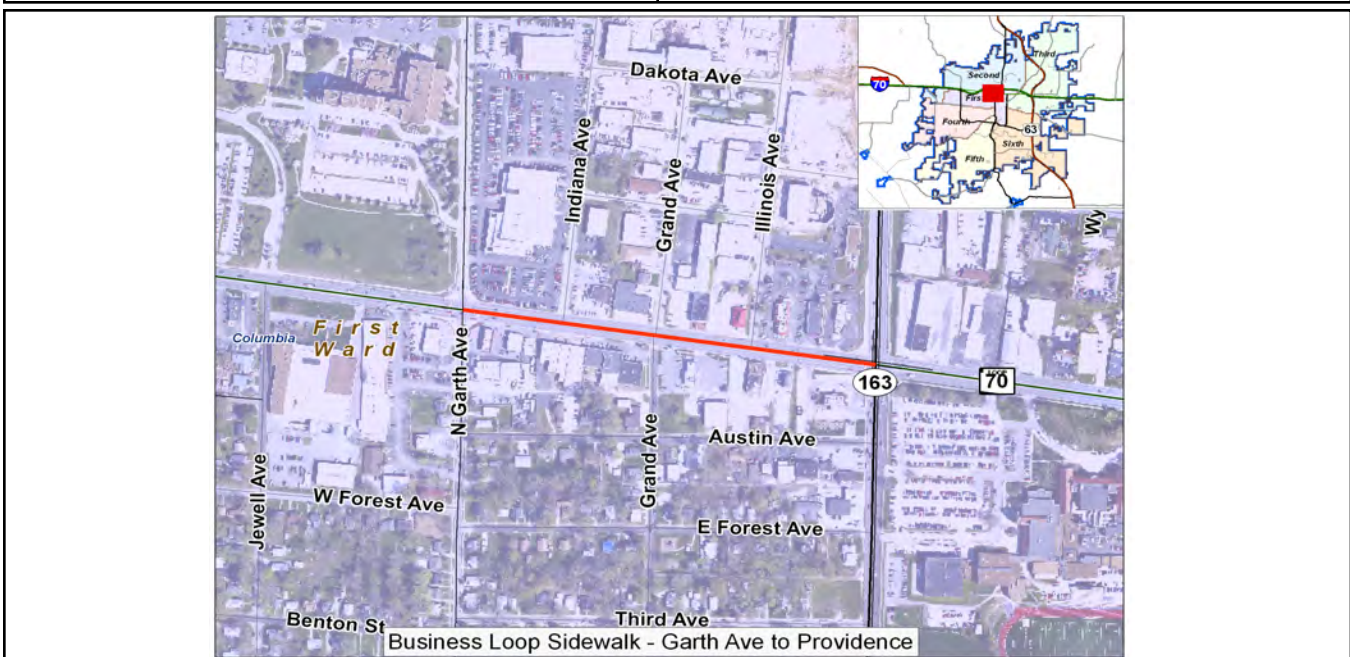 Dakota Ave
Indiana Ave
Grand Ave
Illinois Ave
Third
Second
70
Firs
Fourth
63
Sixth
Fifth
Wy
Columbia
First
Ward
N Garth Ave
163
70
Jewell Ave
Grand Ave
Austin Ave
W Forest Ave
E Forest Ave
Benton St
Third Ave
Business Loop Sidewalk - Garth Ave to Providence